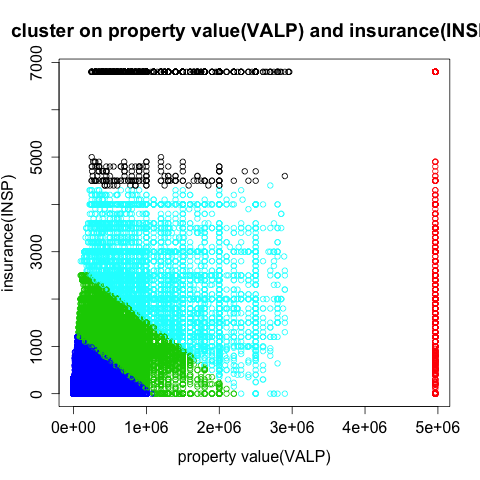 cluster on property value(VALP) and insurance(INSP
7000
5000
3000
1000
0
insurance(INSP)
0e+00 1e+06 2e+06 3e+06 4e+06 5e+06
property value(VALP)